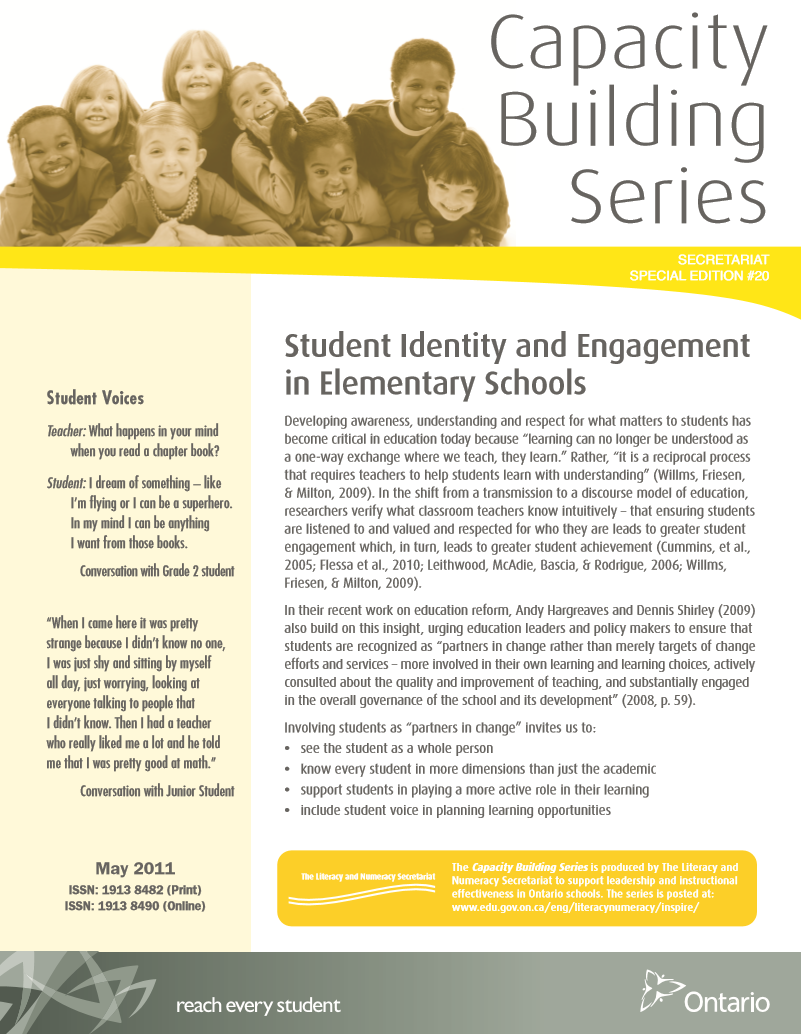 Capacity
Building
Series
SECRETARIAT
SPECIAL EDITION #20
Student Voices
Teacher: What happens in your mind
when you read a chapter book?
Student: I dream of something – like
I'm flying or I can be a superhero.
In my mind I can be anything
I want from those books.
Conversation with Grade 2 student
“When I came here it was pretty
strange because I didn't know no one,
I was just shy and sitting by myself
all day, just worrying, looking at
everyone talking to people that
I didn't know. Then I had a teacher
who really liked me a lot and he told
me that I was pretty good at math.”
Conversation with Junior Student
May 2011
ISSN: 1913 8482 (Print)
ISSN: 1913 8490 (Online)
Student Identity and Engagement
in Elementary Schools
Developing awareness, understanding and respect for what matters to students has
become critical in education today because “learning can no longer be understood as
a one-way exchange where we teach, they learn.” Rather, “it is a reciprocal process
that requires teachers to help students learn with understanding” (Willms, Friesen,
& Milton, 2009). In the shift from a transmission to a discourse model of education,
researchers verify what classroom teachers know intuitively – that ensuring students
are listened to and valued and respected for who they are leads to greater student
engagement which, in turn, leads to greater student achievement (Cummins, et al.,
2005; Flessa et al., 2010; Leithwood, McAdie, Bascia, & Rodrigue, 2006; Willms,
Friesen, & Milton, 2009).
In their recent work on education reform, Andy Hargreaves and Dennis Shirley (2009)
also build on this insight, urging education leaders and policy makers to ensure that
students are recognized as “partners in change rather than merely targets of change
efforts and services – more involved in their own learning and learning choices, actively
consulted about the quality and improvement of teaching, and substantially engaged
in the overall governance of the school and its development” (2008, p. 59).
Involving students as “partners in change” invites us to:
• see the student as a whole person
• know every student in more dimensions than just the academic
• support students in playing a more active role in their learning
• include student voice in planning learning opportunities
The Literacy and Numeracy Secretariat
The Capacity Building Series is produced by The Literacy and
Numeracy Secretariat to support leadership and instructional
effectiveness in Ontario schools. The series is posted at:
www.edu.gov.on.ca/eng/literacynumeracy/inspire/
reach every student
Ontario